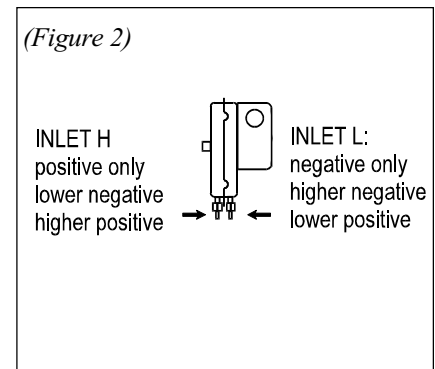 (Figure 2)
INLET H
positive only
lower negative
higher positive
INLET L:
negative only
higher negative
lower positive